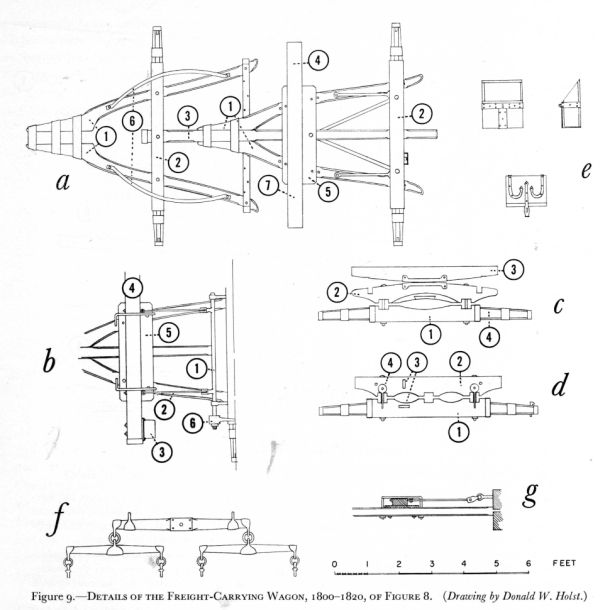 4
1
3
2
6
1
2
7
5
a
e
4
5
b
1
2
6
3
3
2
1
4
c
4
3
2
1
d
f
g
0 1 2 3 4 5 6 FEET
Figure 9.—DETAILS OF THE FREIGHT-CARRYING WAGON, 1800–1820, OF FIGURE 8. (Drawing by Donald W. Holst.)